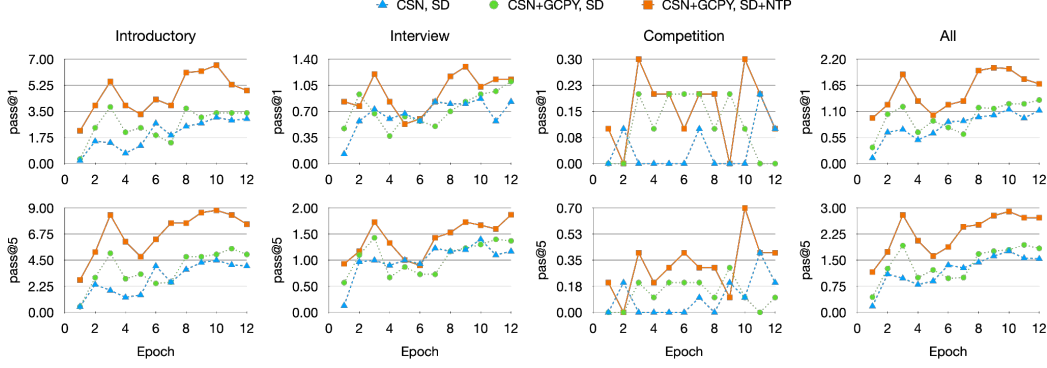 CSN, SD CSN+GCPY, SD CSN+GCPY, SD+NTP
Introductory Interview Competition All
pass@1
7.00
5.25
3.50
1.75
0.00
0 2 4 6 8 10 12
pass@1
1.40
1.05
0.70
0.35
0.00
0 2 4 6 8 10 12
pass@1
0.30
0.23
0.15
0.08
0.00
0 2 4 6 8 10 12
pass@1
2.20
1.65
1.10
0.55
0.00
0 2 4 6 8 10 12
pass@5
9.00
6.75
4.50
2.25
0.00
0 2 4 6 8 10 12
Epoch
pass@5
2.00
1.50
1.00
0.50
0.00
0 2 4 6 8 10 12
Epoch
pas@5
0.70
0.53
0.35
0.18
0.00
0 2 4 6 8 10 12
Epoch
pass@5
3.00
2.25
1.50
0.75
0.00
0 2 4 6 8 10 12
Epoch